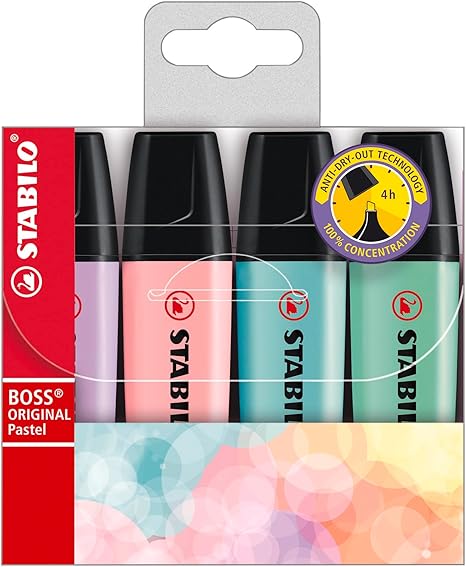 STABILO®
BOSS®
ORIGINAL
Pastel
ANTI-DRY-OUT TECHNOLOGY
4h
100% CONCENTRATION
STABILO
STABILO
STABILO